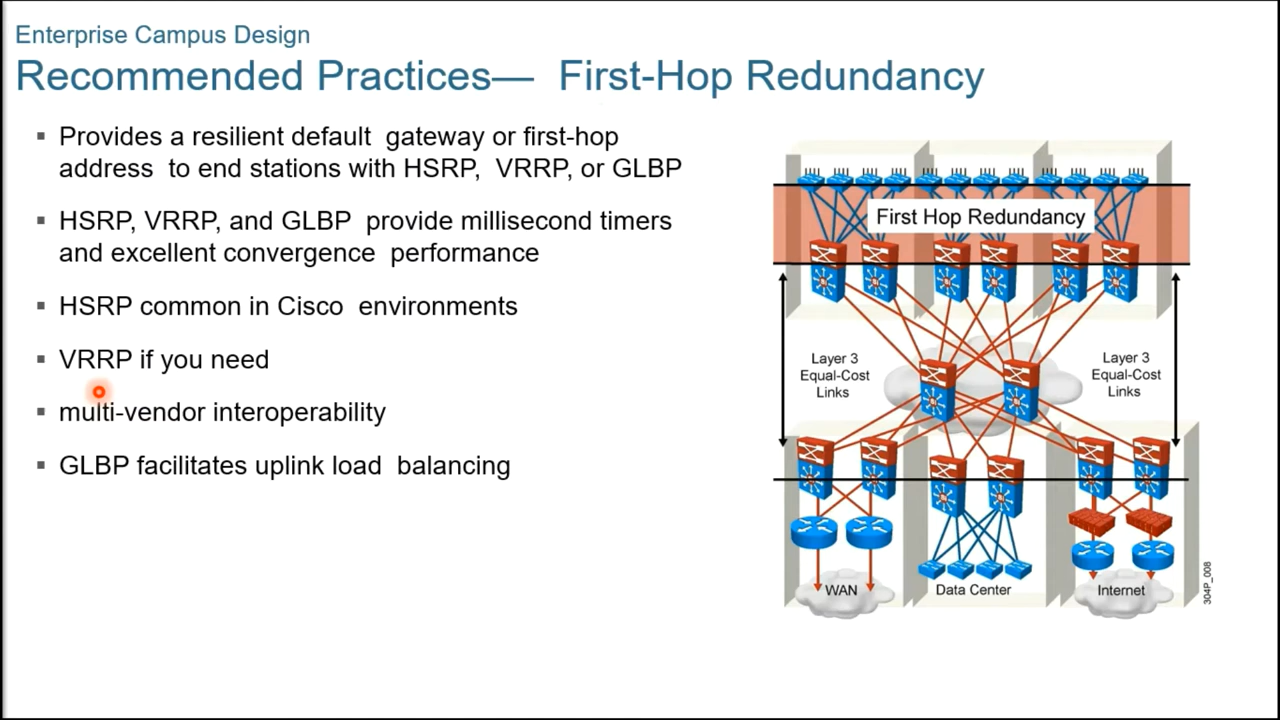 Enterprise Campus Design
Recommended Practices— First-Hop Redundancy
▪ Provides a resilient default gateway or first-hop
address to end stations with HSRP, VRRP, or GLBP
▪ HSRP, VRRP, and GLBP provide millisecond timers
and excellent convergence performance
▪ HSRP common in Cisco environments
▪ VRRP if you need
▪ multi-vendor interoperability
▪ GLBP facilitates uplink load balancing
First Hop Redundancy
Layer 3
Equal-Cost
Links
Layer 3
Equal-Cost
Links
WAN
Data Center
Internet
304P_008